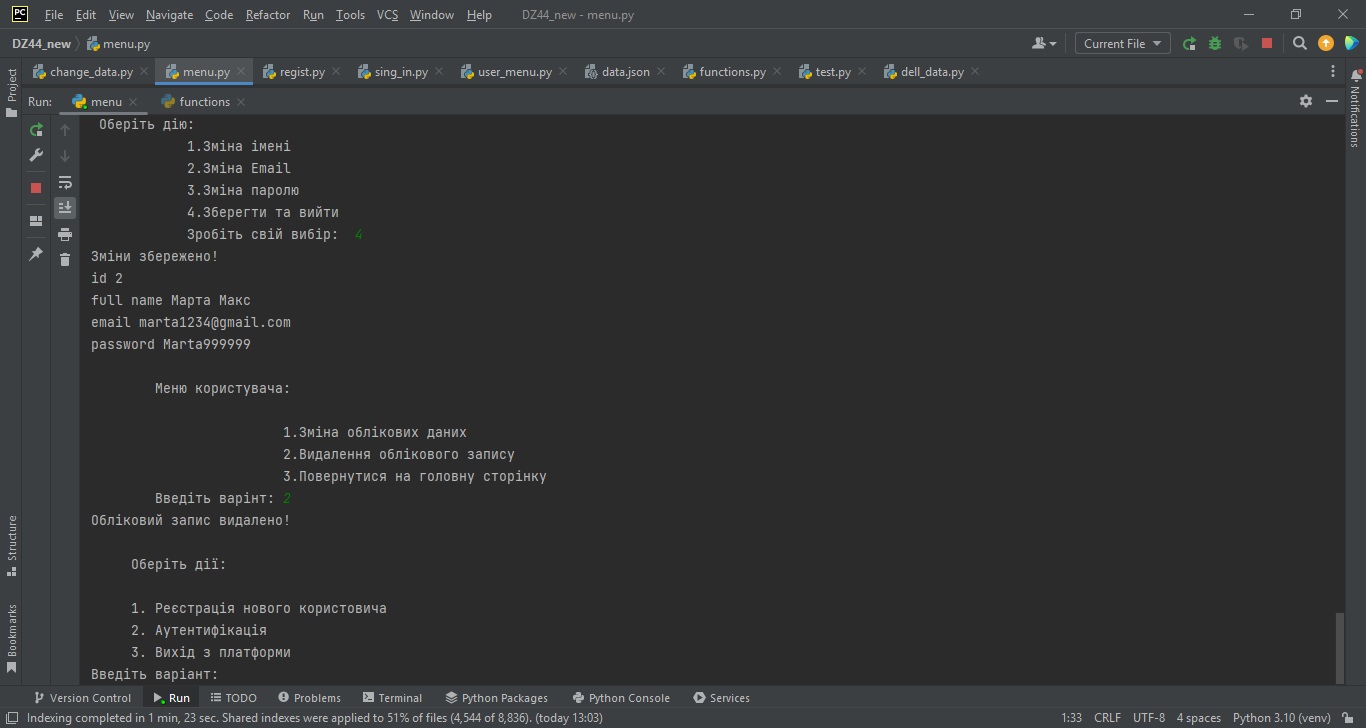 PC File Edit View Navigate Code Refactor Run Tools VCS Window Help DZ44_new - menu.py
DZ44_new menu.py Current File
change_data.py menu.py regist.py sing_in.py user_menu.py data.json functions.py test.py dell_data.py
Project
Notifications
Run: menu functions
Оберіть дію:
1.Зміна імені
2.Зміна Email
3.Зміна паролю
4.Зберегти та вийти
Зробіть свій вибір: 4
Зміни збережено!
id 2
full name Марта Макс
email marta1234@gmail.com
password Marta999999
Меню користувача:
1.Зміна облікових даних
2.Видалення облікового запису
3.Повернутися на головну сторінку
Введіть варінт: 2
Обліковий запис видалено!
Оберіть дії:
1. Реєстрація нового користовича
2. Аутентифікація
3. Вихід з платформи
Введіть варіант:
Structure
Bookmarks
Version Control Run TODO Problems Terminal Python Packages Python Console Services
Indexing completed in 1 min, 23 sec. Shared indexes were applied to 51% of files (4,544 of 8,836). (today 13:03) 1:33 CRLF UTF-8 4 spaces Python 3.10 (venv)